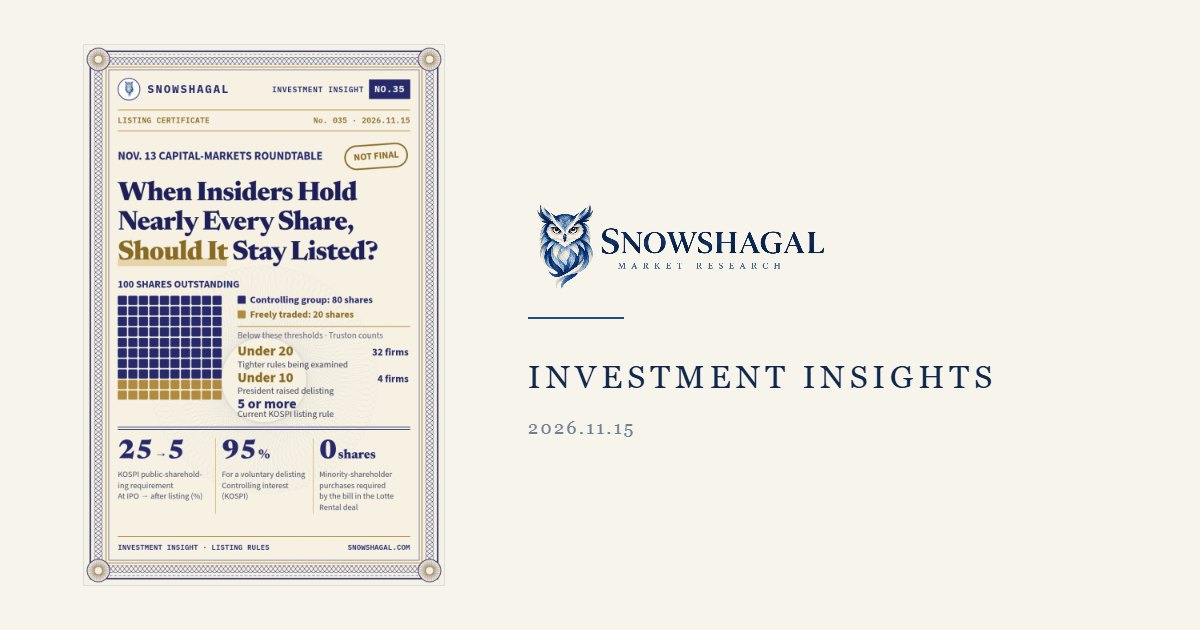 SNOWSHAGAL
INVESTMENT INSIGHT NO.35
LISTING CERTIFICATE
No. 035 · 2026.11.15
NOV. 13 CAPITAL-MARKETS ROUNDTABLE
NOT FINAL
When Insiders Hold
Nearly Every Share,
Should It Stay Listed?
100 SHARES OUTSTANDING
Controlling group: 80 shares
Freely traded: 20 shares
Below these thresholds · Truston counts
Under 20 32 firms
Tighter rules being examined
Under 10 4 firms
President raised delisting
5 or more
Current KOSPI listing rule
25→5
KOSPI public-sharehold-
ing requirement
At IPO → after listing (%)
95%
For a voluntary delisting
Controlling interest
(KOSPI)
0 shares
Minority-shareholder
purchases required
by the bill in the Lotte
Rental deal
INVESTMENT INSIGHT · LISTING RULES
SNOWSHAGAL.COM
SNOWSHAGAL
MARKET RESEARCH
INVESTMENT INSIGHTS
2026.11.15